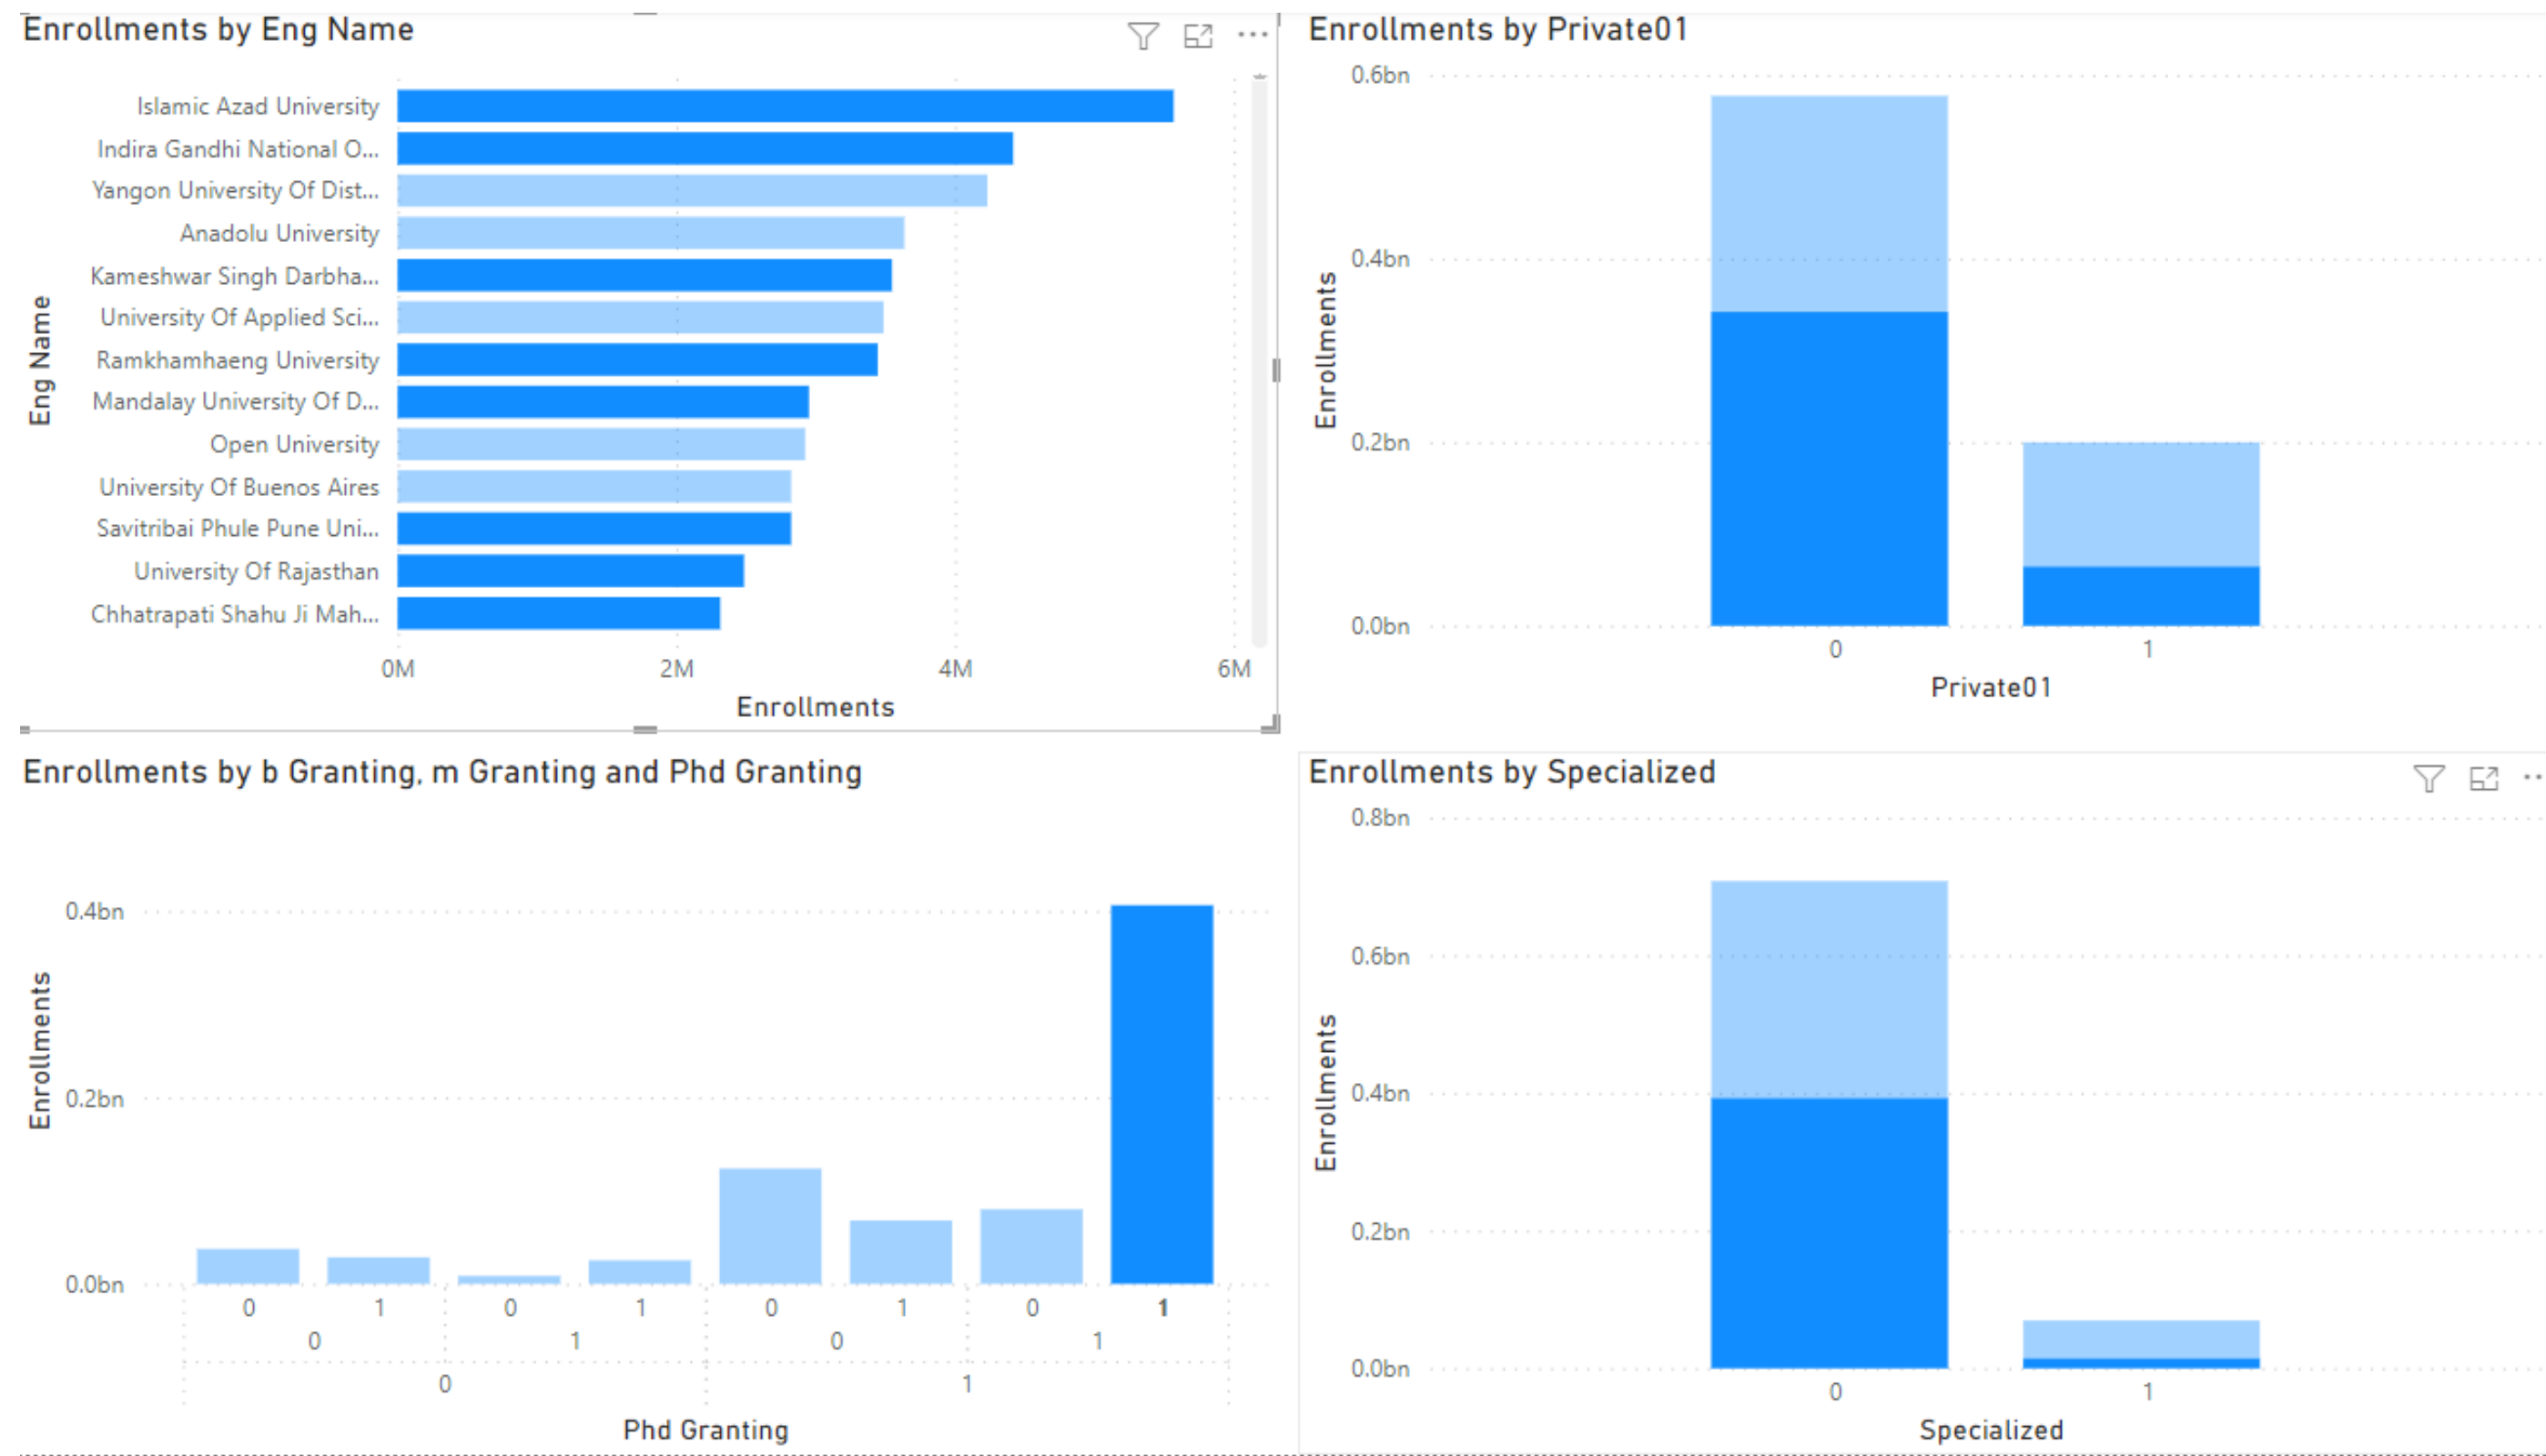 Enrollments by Eng Name
Eng Name
Islamic Azad University
Indira Gandhi National O...
Yangon University Of Dist...
Anadolu University
Kameshwar Singh Darbha...
University Of Applied Sci...
Ramkhamhaeng University
Mandalay University Of D...
Open University
University Of Buenos Aires
Savitribai Phule Pune Uni...
University Of Rajasthan
Chhatrapati Shahu Ji Mah...
0M 2M 4M 6M
Enrollments
Enrollments by Private01
Enrollments
0.6bn
0.4bn
0.2bn
0.0bn
0 1
Private01
Enrollments by b Granting, m Granting and Phd Granting
Enrollments
0.4bn
0.2bn
0.0bn
0 1 0 1 0 1 0 1
0 1 0 1
0 1
Phd Granting
Enrollments by Specialized
Enrollments
0.8bn
0.6bn
0.4bn
0.2bn
0.0bn
0 1
Specialized